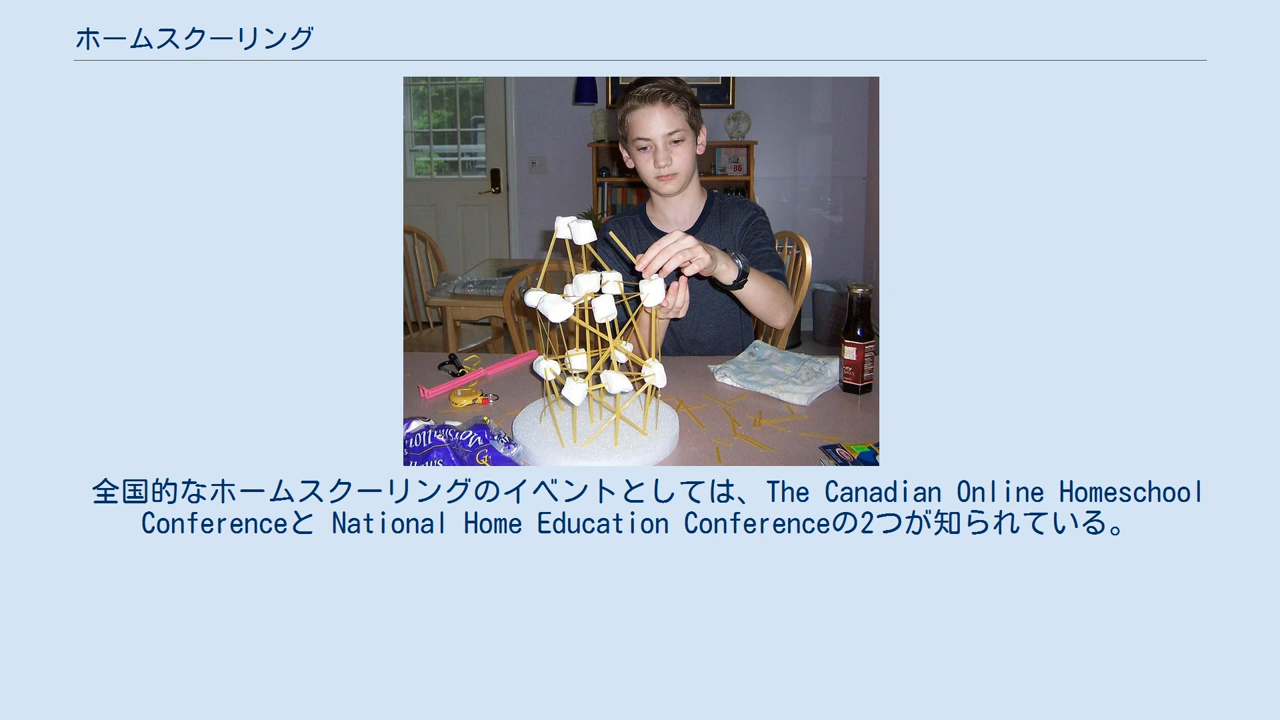 ホームスクーリング
86
全国的なホームスクーリングのイベントとしては、The Canadian Online Homeschool
Conferenceと National Home Education Conferenceの2つが知られている。